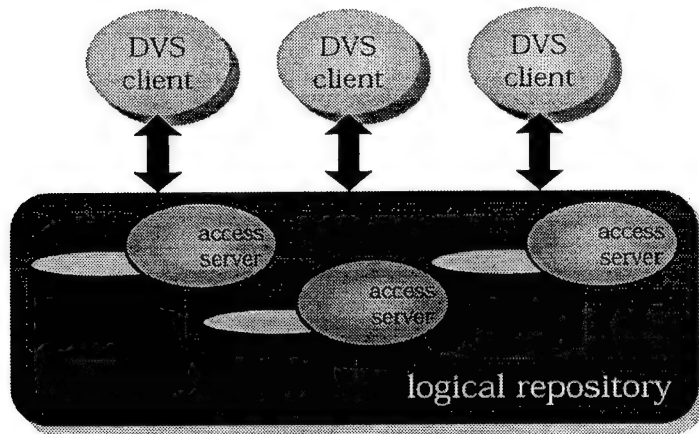 DVS
client
DVS
client
DVS
client
access
server
access
server
access
server
logical repository